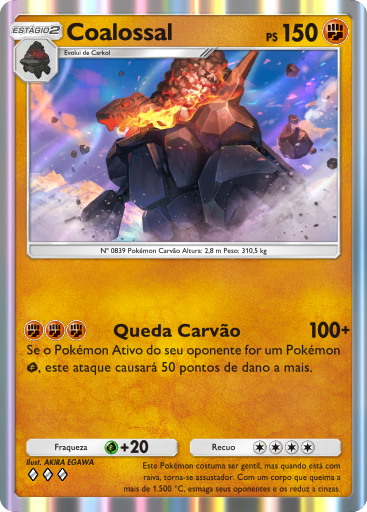 ESTÁGIO 2
Coalossal
PS 150
Evolui de Carkol
Nº 0839 Pokémon Carvão Altura: 2,8 m Peso: 310,5 kg
Queda Carvão 100+
Se o Pokémon Ativo do seu oponente for um Pokémon
, este ataque causará 50 pontos de dano a mais.
Fraqueza +20
Recuo
Ilust. AKIRA EGAWA
Este Pokémon costuma ser gentil, mas quando está com
raiva, torna-se assustador. Com um corpo que queima a
mais de 1.500 °C, esmaga seus oponentes e os reduz a cinzas.